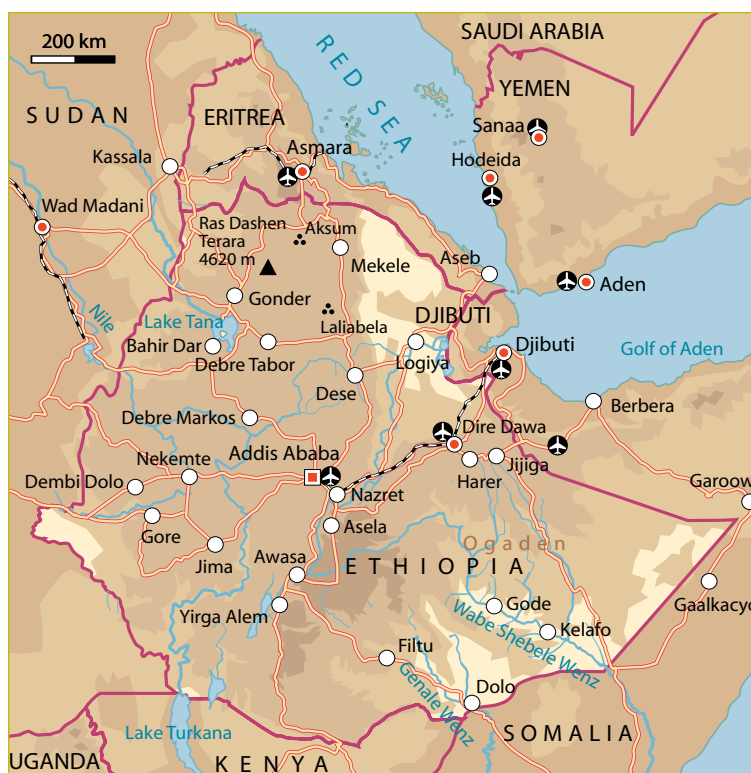 200 km
SAUDI ARABIA
RED SEA
YEMEN
SUDAN
ERITREA
Sanaa
Kassala
Asmara
Hodeida
Wad Madani
Ras Dashen
Terara
4620 m
Aksum
Mekele
Aseb
Aden
Gonder
Nile
Lake Tana
Laliabela
DJIBUTI
Bahir Dar
Debre Tabor
Logiya
Djibuti
Golf of Aden
Dese
Berbera
Debre Markos
Dire Dawa
Addis Ababa
Nekemte
Dembi Dolo
Harer
Jijiga
Garoow
Nazret
Gore
Asela
Jima
Ogaden
Awasa
ETHIOPIA
Yirga Alem
Gode
Gaalkacyo
Kelafo
Wabe Shebele Wenz
Filtu
Genale Wenz
Dolo
Lake Turkana
SOMALIA
UGANDA
KENYA